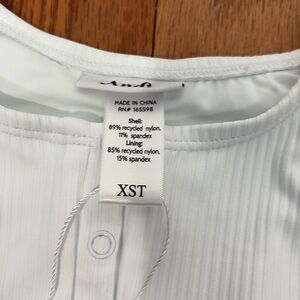 MADE IN CHINA
RN# 165598
Shell:
89% recycled nylon,
11% spandex
Lining:
85% recycled nylon,
15% spandex
XST